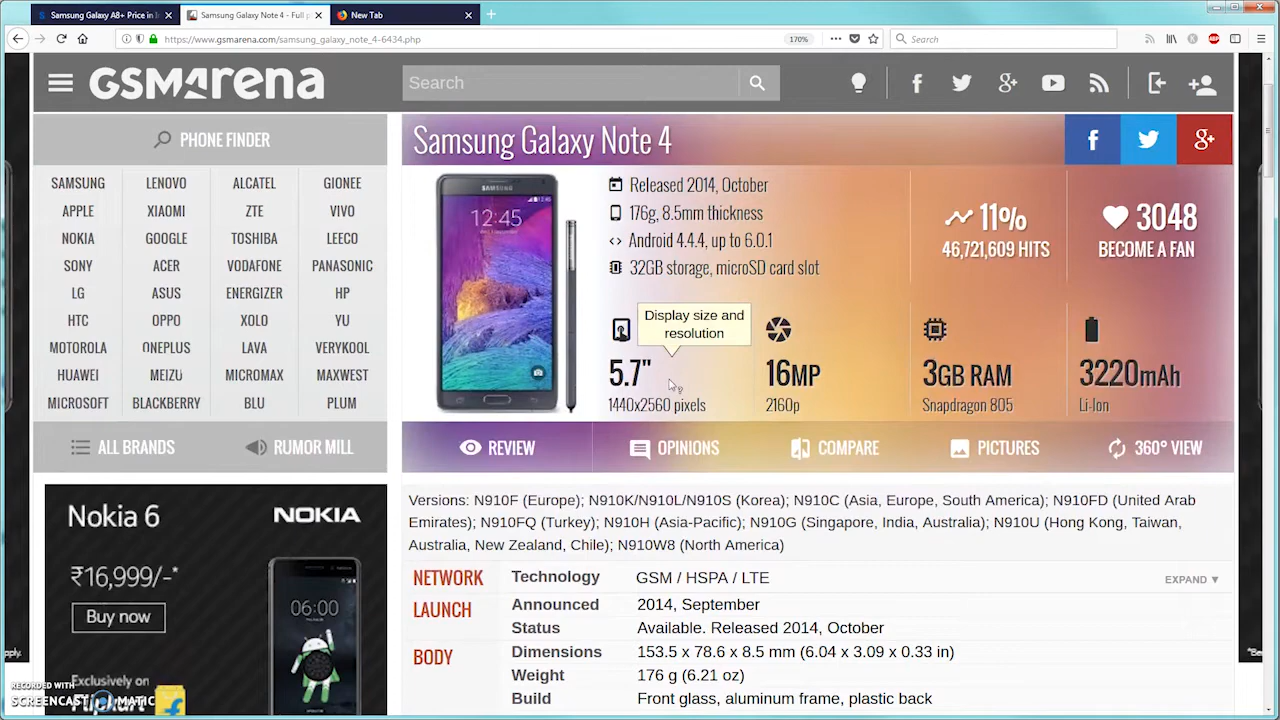 Samsung Galaxy A8+ Price in I
Samsung Galaxy Note 4 - Full p
New Tab
https://www.gsmarena.com/samsung_galaxy_note_4-6434.php
170%
Search
GSMArena
Search
PHONE FINDER
SAMSUNG LENOVO ALCATEL GIONEE
APPLE XIAOMI ZTE VIVO
NOKIA GOOGLE TOSHIBA LEECO
SONY ACER VODAFONE PANASONIC
LG ASUS ENERGIZER HP
HTC OPPO XOLO YU
MOTOROLA ONEPLUS LAVA VERYKOOL
HUAWEI MEIZU MICROMAX MAXWEST
MICROSOFT BLACKBERRY BLU PLUM
ALL BRANDS RUMOR MILL
Samsung Galaxy Note 4
SAMSUNG
12:45
Released 2014, October
176g, 8.5mm thickness
Android 4.4.4, up to 6.0.1
32GB storage, microSD card slot
11%
46,721,609 HITS
3048
BECOME A FAN
Display size and
resolution
5.7"
1440x2560 pixels
16MP
2160p
3GB RAM
Snapdragon 805
3220mAh
Li-Ion
REVIEW OPINIONS COMPARE PICTURES 360° VIEW
Versions: N910F (Europe); N910K/N910L/N910S (Korea); N910C (Asia, Europe, South America); N910FD (United Arab
Emirates); N910FQ (Turkey); N910H (Asia-Pacific); N910G (Singapore, India, Australia); N910U (Hong Kong, Taiwan,
Australia, New Zealand, Chile); N910W8 (North America)
NETWORK Technology GSM / HSPA / LTE EXPAND ▼
LAUNCH Announced 2014, September
Status Available. Released 2014, October
BODY Dimensions 153.5 x 78.6 x 8.5 mm (6.04 x 3.09 x 0.33 in)
Weight 176 g (6.21 oz)
Build Front glass, aluminum frame, plastic back
Nokia 6 NOKIA
₹16,999/-*
Buy now
06:00
Exclusively on
Flipkart
RECORDED WITH
SCREENCAST-O-MATIC